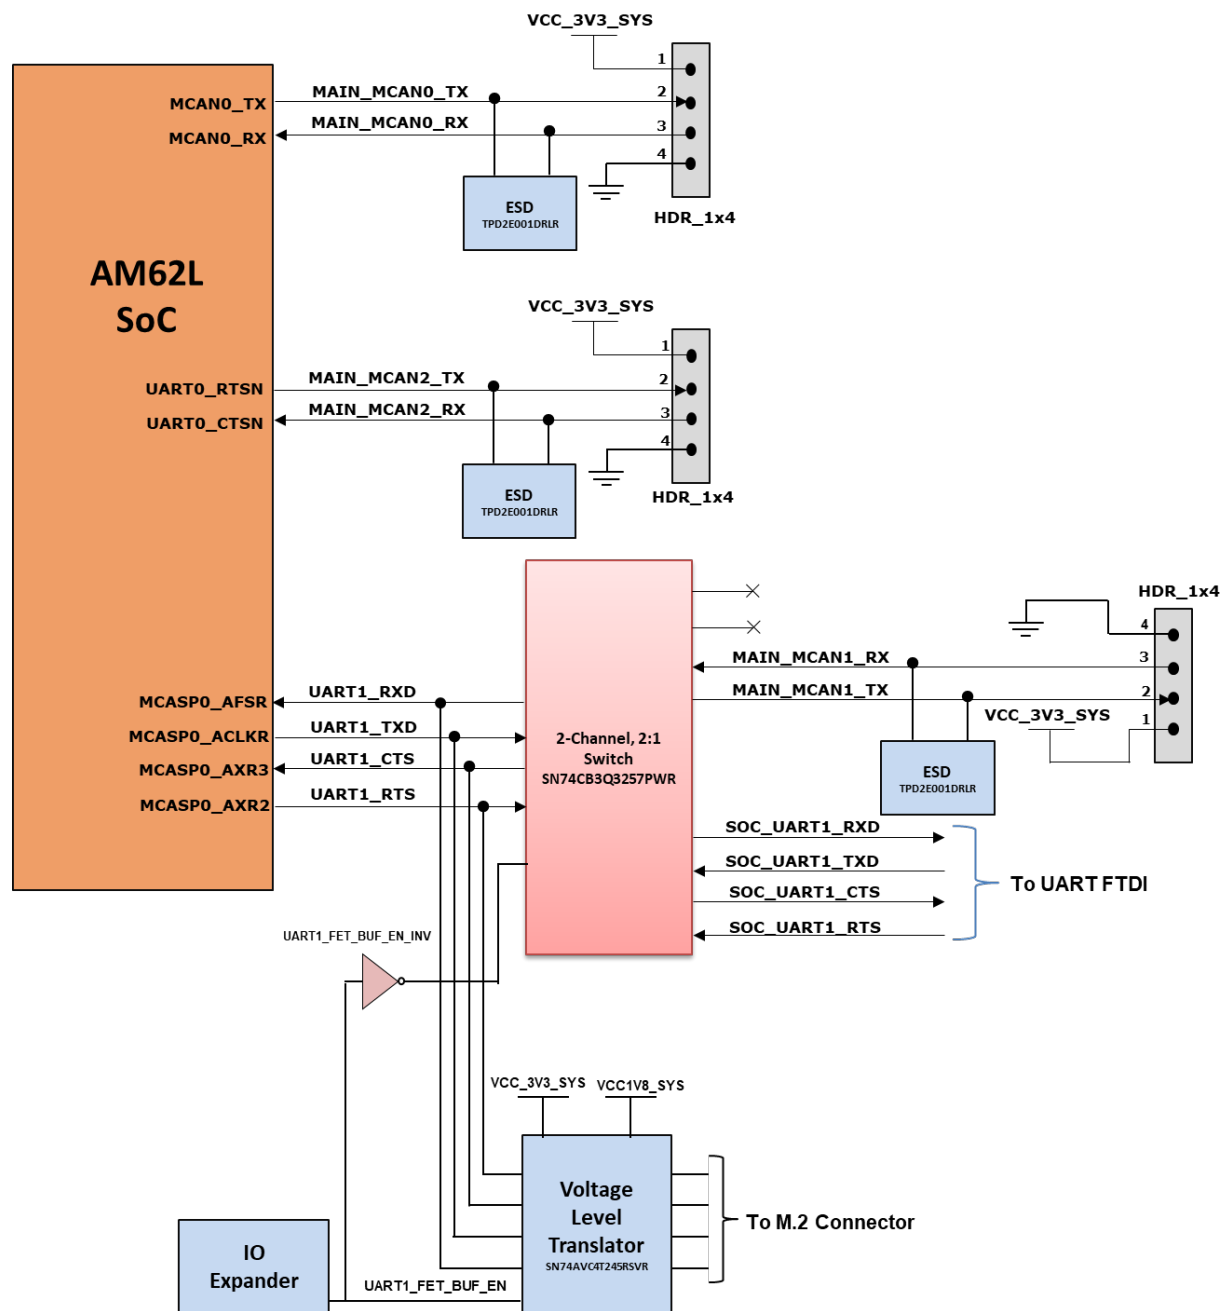 VCC_3V3_SYS
1
MCAN0_TX
MAIN_MCAN0_TX
2
MCAN0_RX
MAIN_MCAN0_RX
3
4
ESD
TPD2E001DRLR
HDR_1x4
AM62L
SoC
VCC_3V3_SYS
1
UART0_RTSN
MAIN_MCAN2_TX
2
UART0_CTSN
MAIN_MCAN2_RX
3
4
ESD
TPD2E001DRLR
HDR_1x4
HDR_1x4
4
MAIN_MCAN1_RX
3
MCASP0_AFSR
UART1_RXD
MAIN_MCAN1_TX
2
VCC_3V3_SYS
1
MCASP0_ACLKR
UART1_TXD
2-Channel, 2:1
Switch
SN74CB3Q3257PWR
MCASP0_AXR3
UART1_CTS
ESD
TPD2E001DRLR
MCASP0_AXR2
UART1_RTS
SOC_UART1_RXD
SOC_UART1_TXD
SOC_UART1_CTS
SOC_UART1_RTS
To UART FTDI
UART1_FET_BUF_EN_INV
VCC_3V3_SYS
VCC1V8_SYS
Voltage
Level
Translator
SN74AVC4T245RSVR
To M.2 Connector
IO
Expander
UART1_FET_BUF_EN